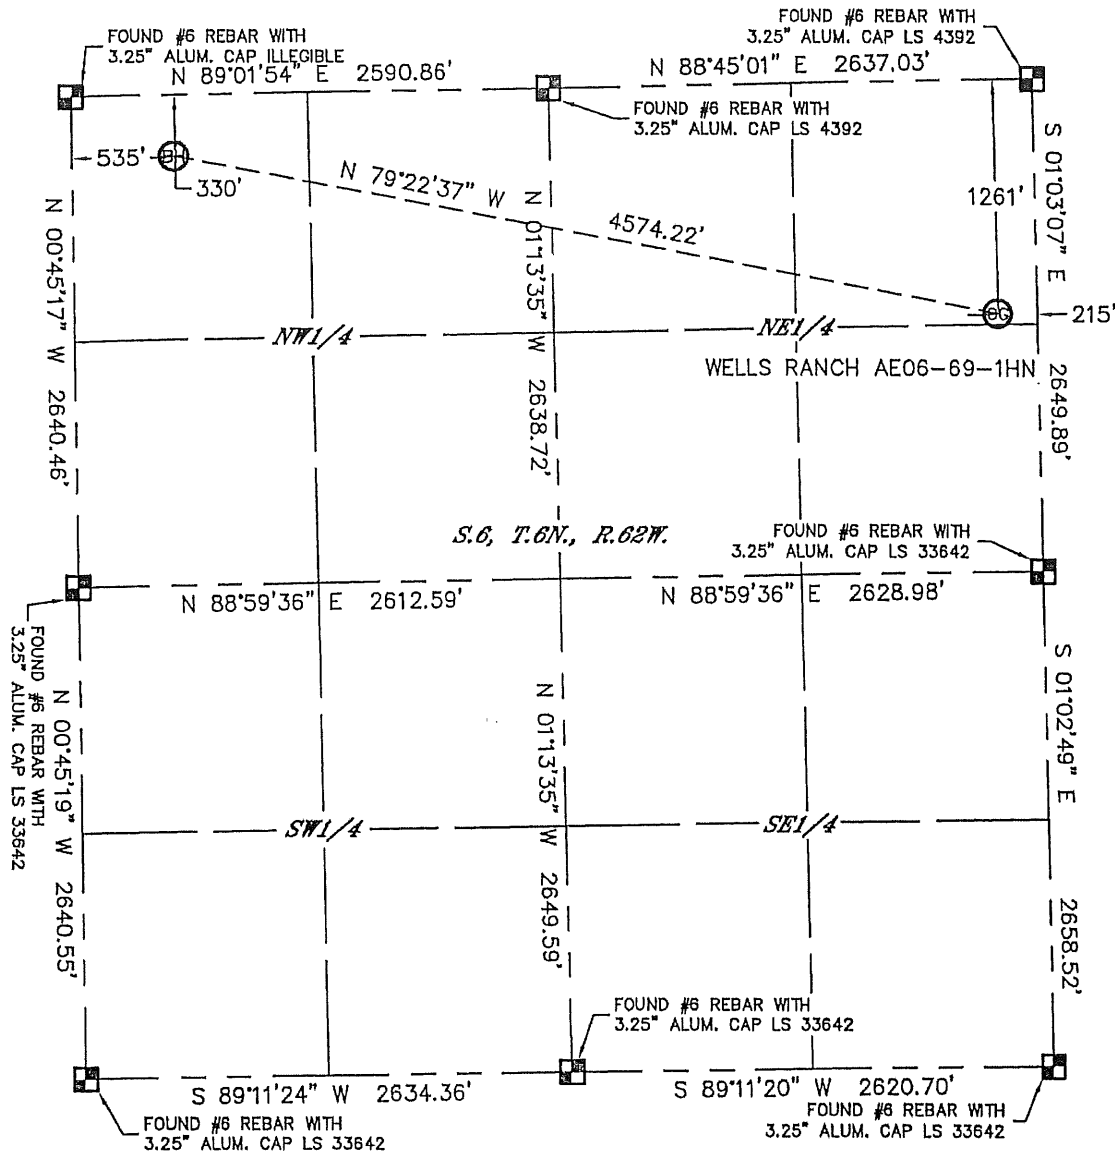 FOUND #6 REBAR WITH
3.25" ALUM. CAP ILLEGIBLE
N 89°01'54" E 2590.86'
FOUND #6 REBAR WITH
3.25" ALUM. CAP LS 4392
N 88°45'01" E 2637.03'
FOUND #6 REBAR WITH
3.25" ALUM. CAP LS 4392
535'
BH
330'
N 79°22'37" W 4574.22'
1261'
S 01°03'07" E 2649.89'
215'
N 00°45'17" W 2640.46'
N 01°13'35" W 2638.72'
NW1/4
NE1/4
WELLS RANCH AE06-69-1HN
S.6, T.6N., R.62W.
FOUND #6 REBAR WITH
3.25" ALUM. CAP LS 33642
N 88°59'36" E 2612.59'
N 88°59'36" E 2628.98'
FOUND #6 REBAR WITH
3.25" ALUM. CAP LS 33642
N 00°45'19" W 2640.55'
N 01°13'35" W 2649.59'
S 01°02'49" E 2658.52'
SW1/4
SE1/4
FOUND #6 REBAR WITH
3.25" ALUM. CAP LS 33642
S 89°11'24" W 2634.36'
S 89°11'20" W 2620.70'
FOUND #6 REBAR WITH
3.25" ALUM. CAP LS 33642
FOUND #6 REBAR WITH
3.25" ALUM. CAP LS 33642